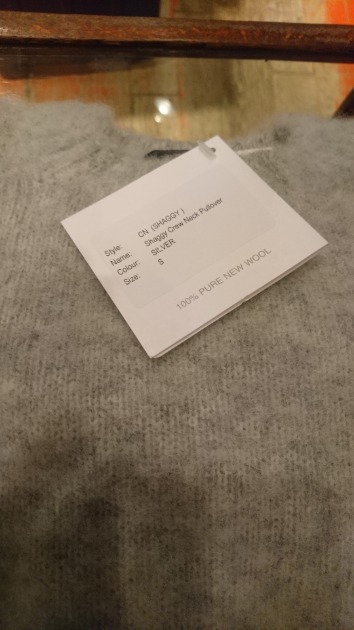 Style: CN (SHAGGY )
Name: Shaggy Crew Neck Pullover
Colour: SILVER
Size: S
100% PURE NEW WOOL